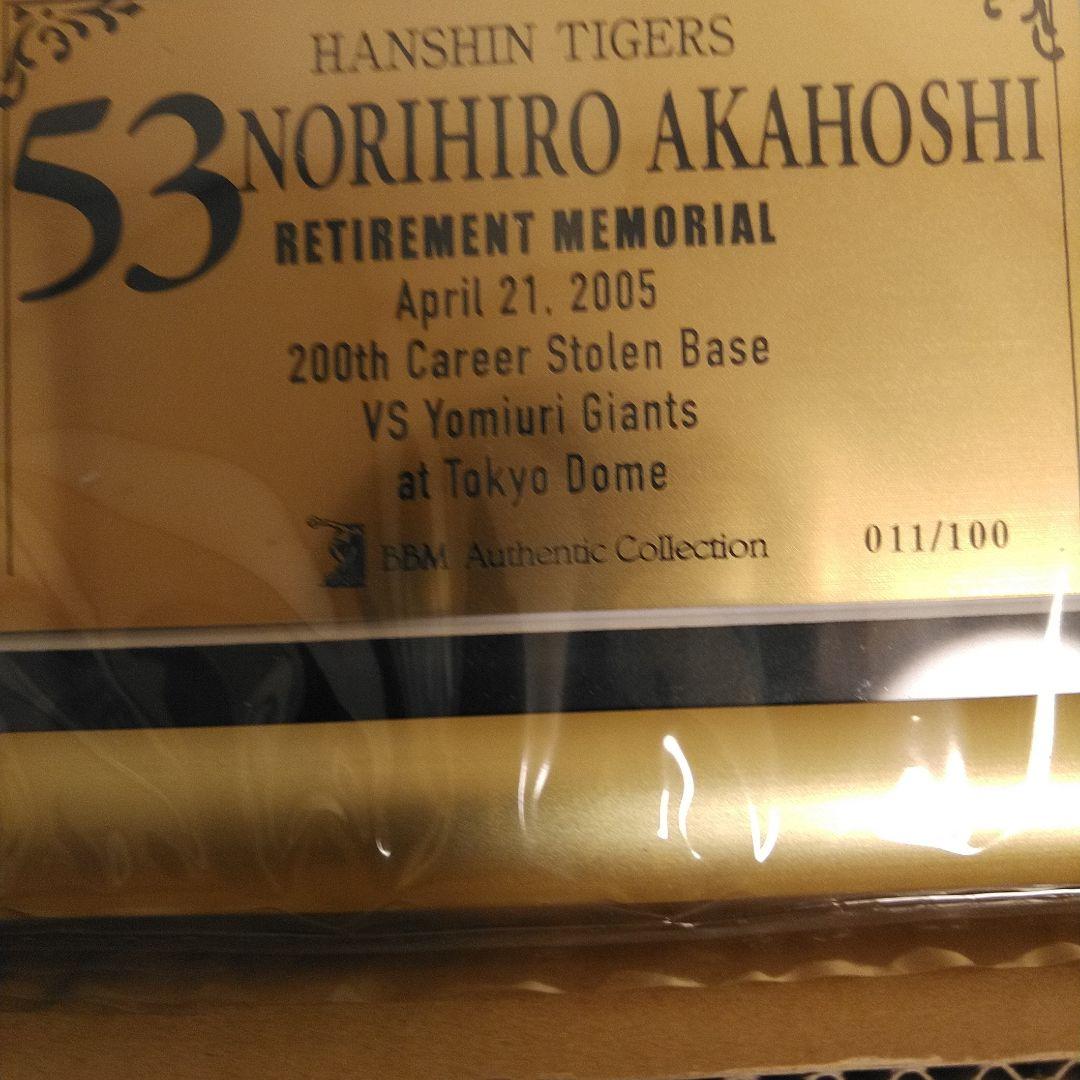 HANSHIN TIGERS
53 NORIHIRO AKAHOSHI
RETIREMENT MEMORIAL
April 21. 2005
200th Career Stolen Base
VS Yomiuri Giants
at Tokyo Dome
BBM Authentic Collection
011/100